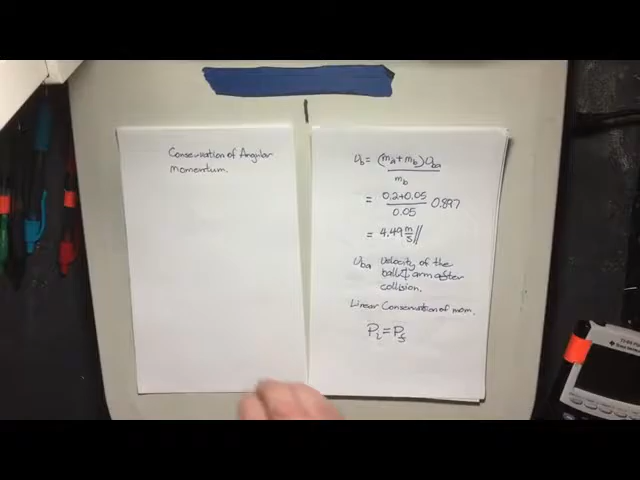 Conservation of Angular
momentum.
υb = (ma + mb) υba
mb
= 0.2+0.05 0.897
0.05
= 4.49 m/s //
υba velocity of the
ball & arm after
collision.
Linear Conservation of mom.
Pi = Pf